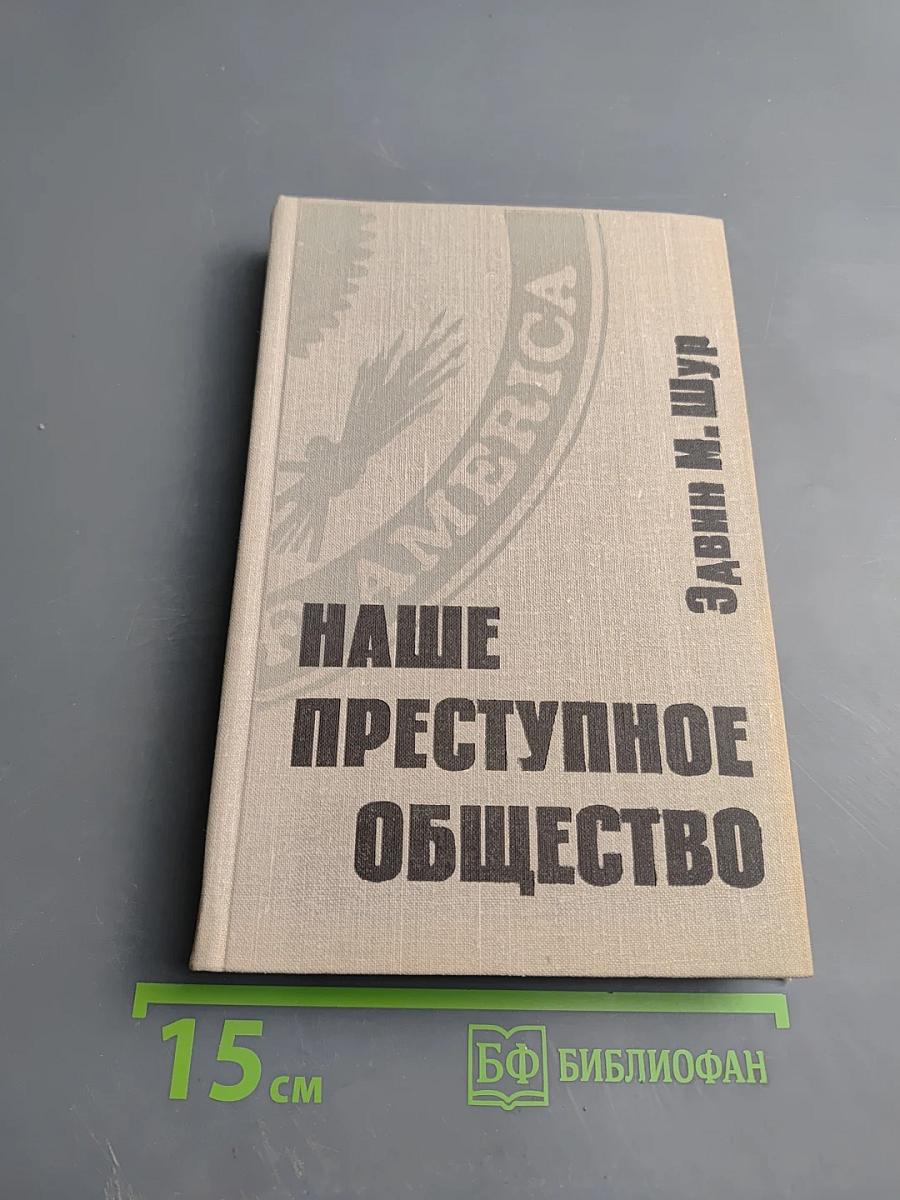 AMERICA
Эдвин М. Шур
НАШЕ
ПРЕСТУПНОЕ
ОБЩЕСТВО
15 см
БФ БИБЛИОФАН